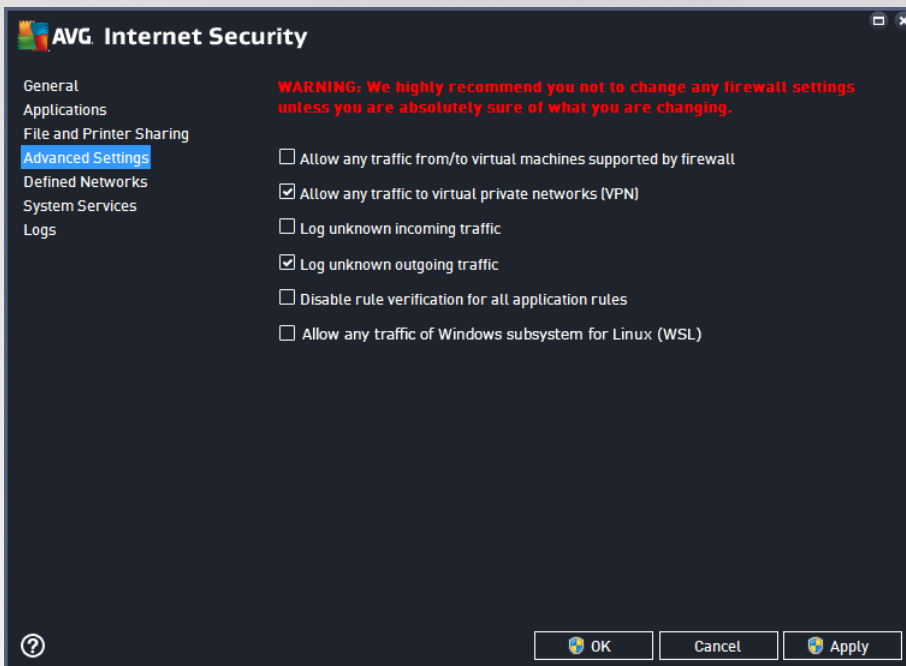 AVG Internet Security
General
Applications
File and Printer Sharing
Advanced Settings
Defined Networks
System Services
Logs
WARNING: We highly recommend you not to change any firewall settings
unless you are absolutely sure of what you are changing.
Allow any traffic from/to virtual machines supported by firewall
Allow any traffic to virtual private networks (VPN)
Log unknown incoming traffic
Log unknown outgoing traffic
Disable rule verification for all application rules
Allow any traffic of Windows subsystem for Linux (WSL)
?
OK
Cancel
Apply